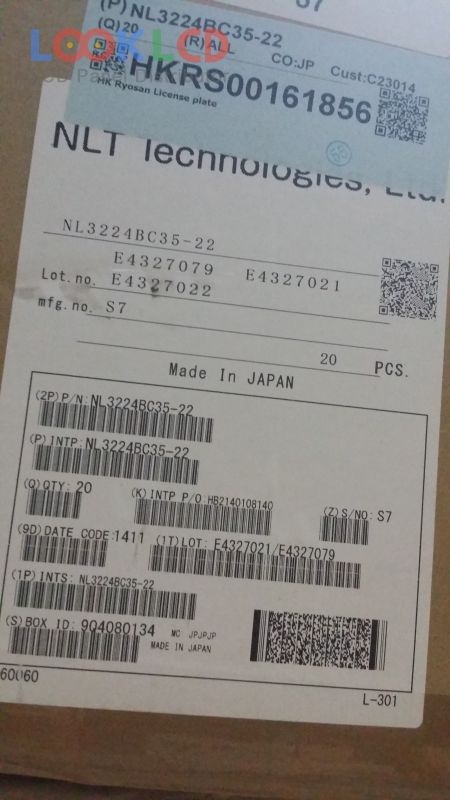 (P) NL3224BC35-22
(Q) 20 (R) ALL
CO:JP Cust:C23014
LOOK LCD
HKRS00161856
HK Ryosan License plate
NLT Technologies, Ltd.
NL3224BC35-22
E4327079 E4327021
Lot.no. E4327022
mfg.no. S7
20 PCS.
Made In JAPAN
(2P) P/N: NL3224BC35-22
(P) INTP: NL3224BC35-22
(Q) QTY: 20
(K) INTP P/O: HB2140108140
(Z) S/NO: S7
(9D) DATE CODE: 1411
(1T) LOT: E4327021/E4327079
(1P) INTS: NL3224BC35-22
(S) BOX ID: 904080134
MC JPJPJP
MADE IN JAPAN
L-301